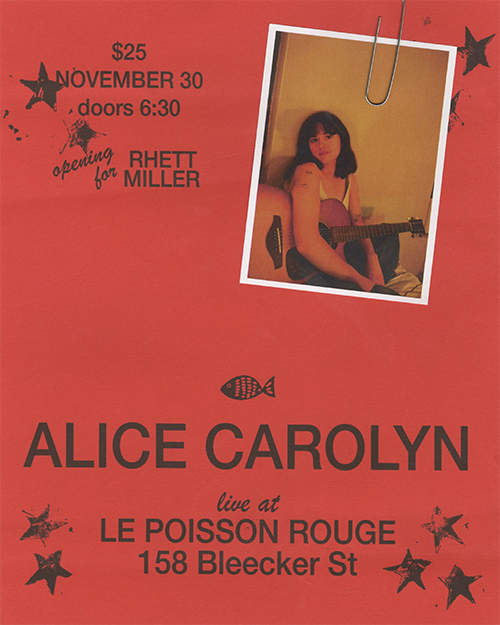 $25
NOVEMBER 30
doors 6:30
opening
for
RHETT
MILLER
ALICE CAROLYN
live at
LE POISSON ROUGE
158 Bleecker St